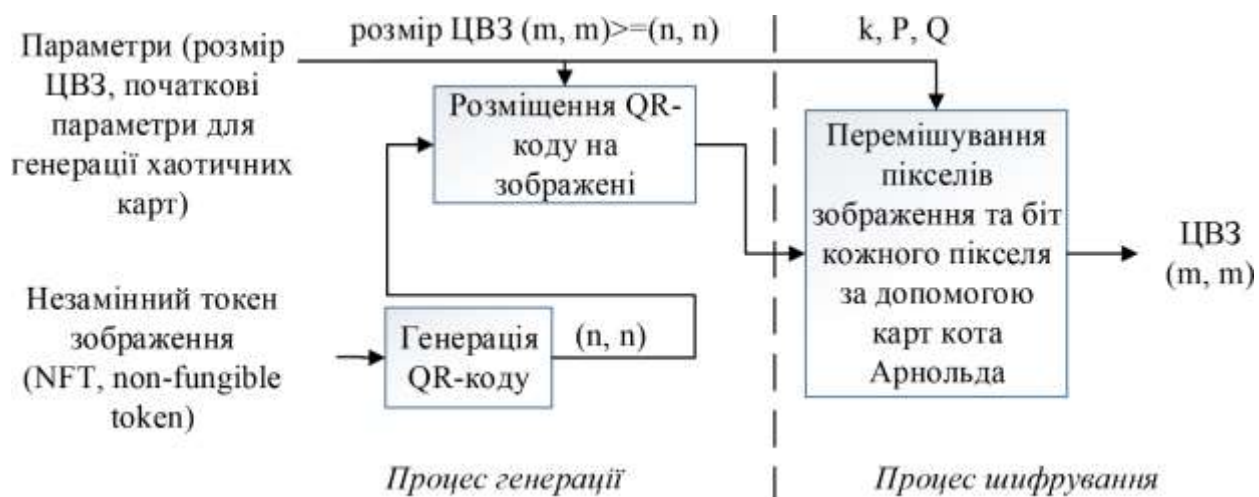 Параметри (розмір
ЦВЗ, початкові
параметри для
генерації хаотичних
карт)
розмір ЦВЗ (m, m)>=(n, n)
k, P, Q
Розміщення QR-
коду на
зображені
Перемішування
пікселів
зображення та біт
кожного пікселя
за допомогою
карт кота
Арнольда
ЦВЗ
(m, m)
Незамінний токен
зображення
(NFT, non-fungible
token)
Генерація
QR-коду
(n, n)
Процес генерації
Процес шифрування